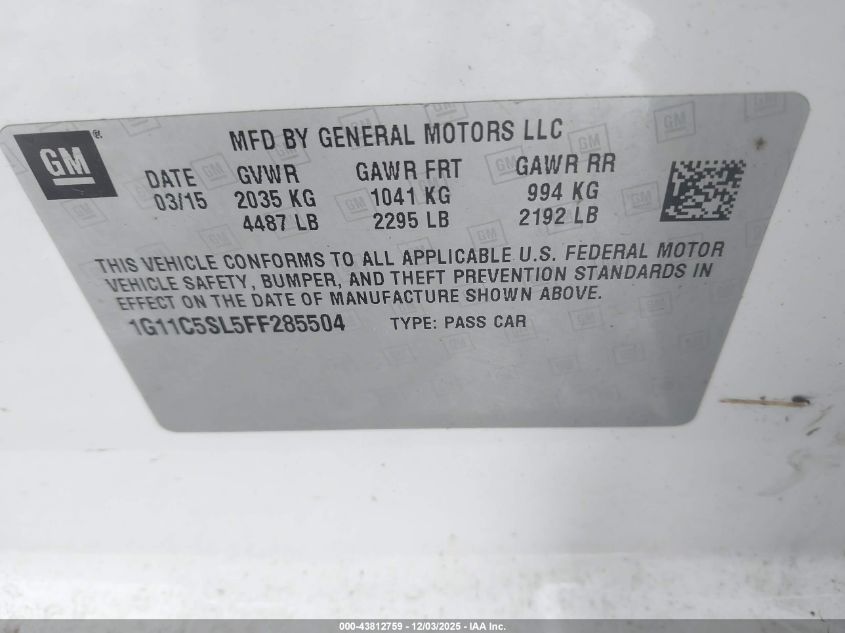 GM®
MFD BY GENERAL MOTORS LLC
DATE GVWR GAWR FRT GAWR RR
03/15 2035 KG 1041 KG 994 KG
4487 LB 2295 LB 2192 LB
THIS VEHICLE CONFORMS TO ALL APPLICABLE U.S. FEDERAL MOTOR
VEHICLE SAFETY, BUMPER, AND THEFT PREVENTION STANDARDS IN
EFFECT ON THE DATE OF MANUFACTURE SHOWN ABOVE.
1G11C5SL5FF285504 TYPE: PASS CAR
000-43812759 - 12/03/2025 - IAA Inc.